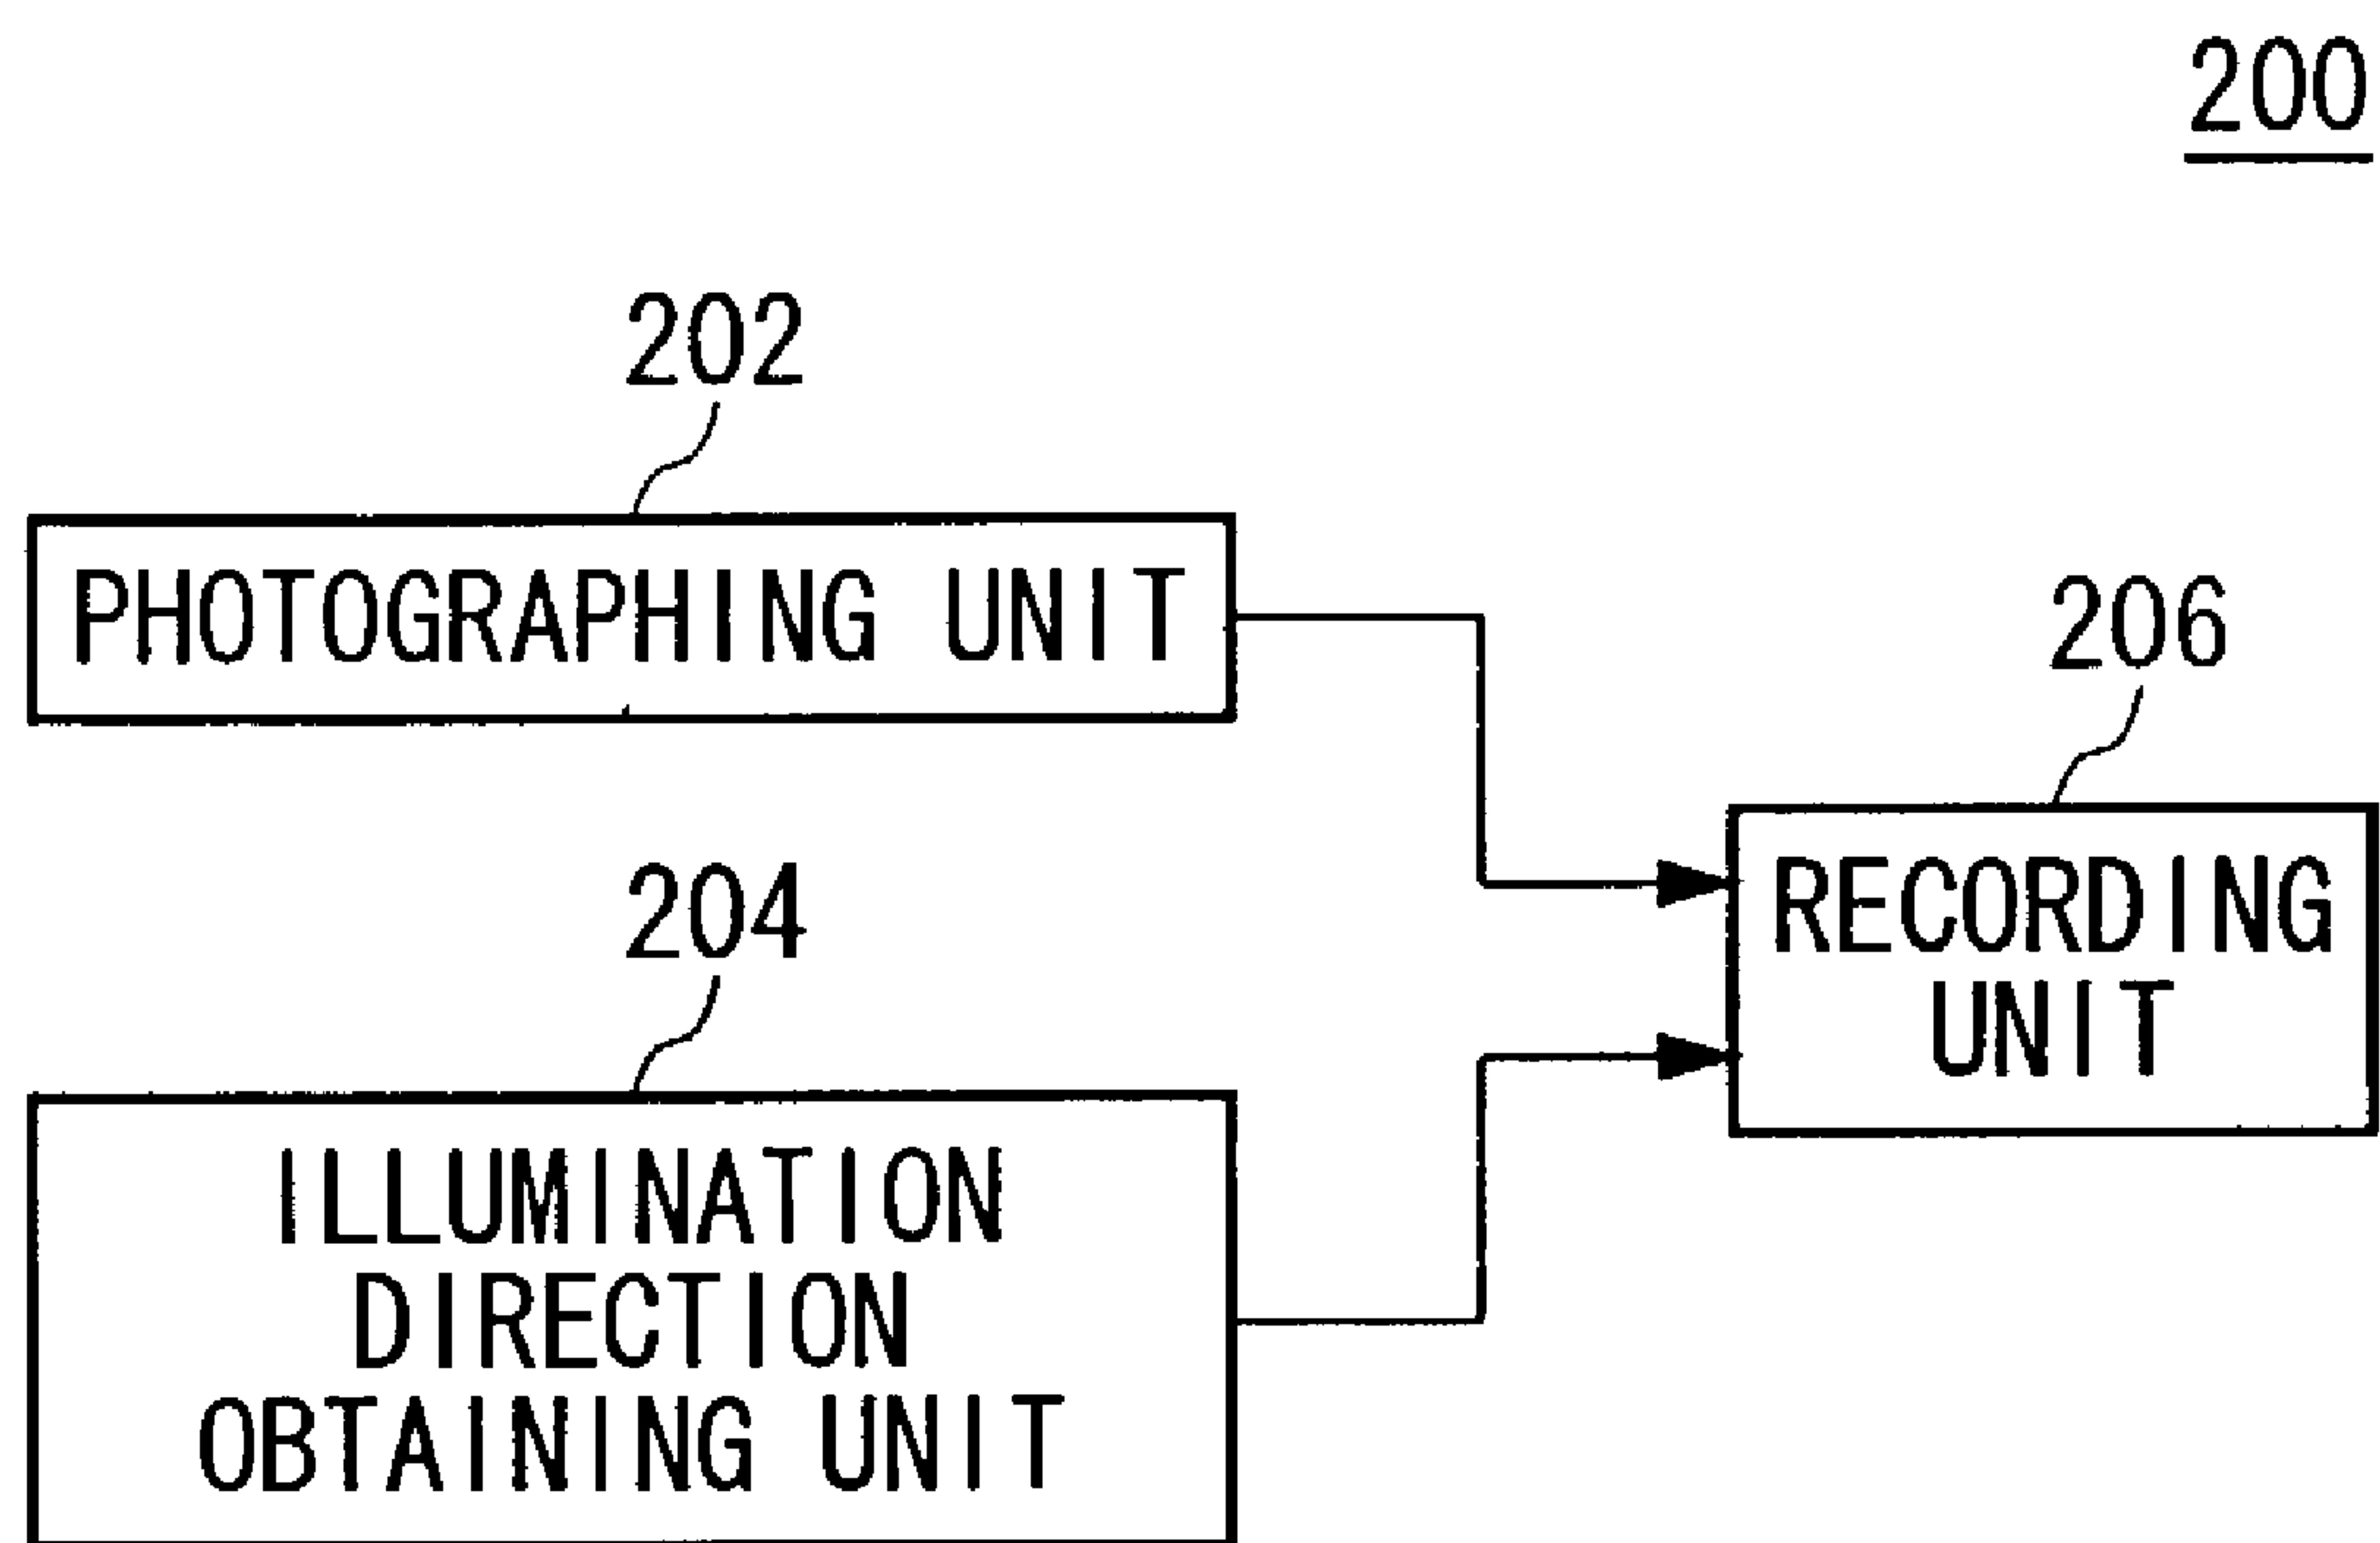 200
202
PHOTOGRAPHING UNIT
206
RECORDING
UNIT
204
ILLUMINATION
DIRECTION
OBTAINING UNIT